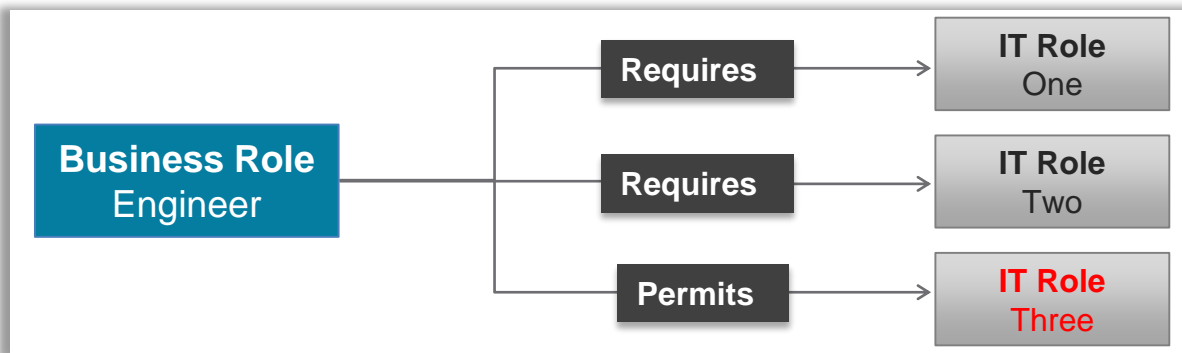 Business Role
Engineer
Requires
IT Role
One
Requires
IT Role
Two
Permits
IT Role
Three